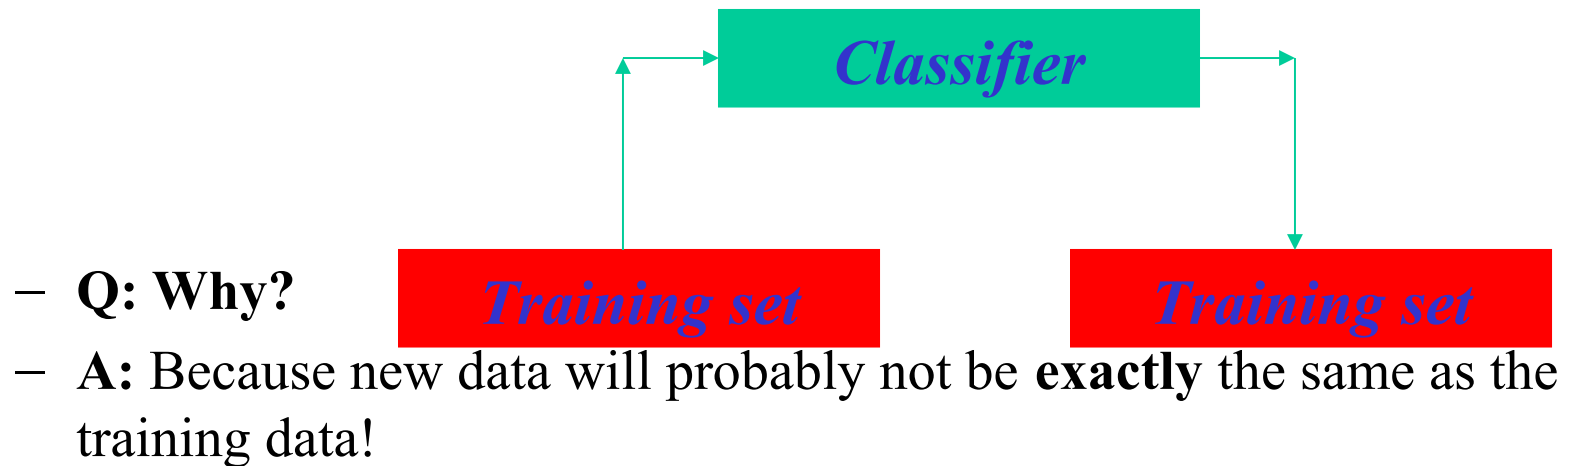 Classifier
– Q: Why?
Training set
Training set
– A: Because new data will probably not be exactly the same as the
training data!